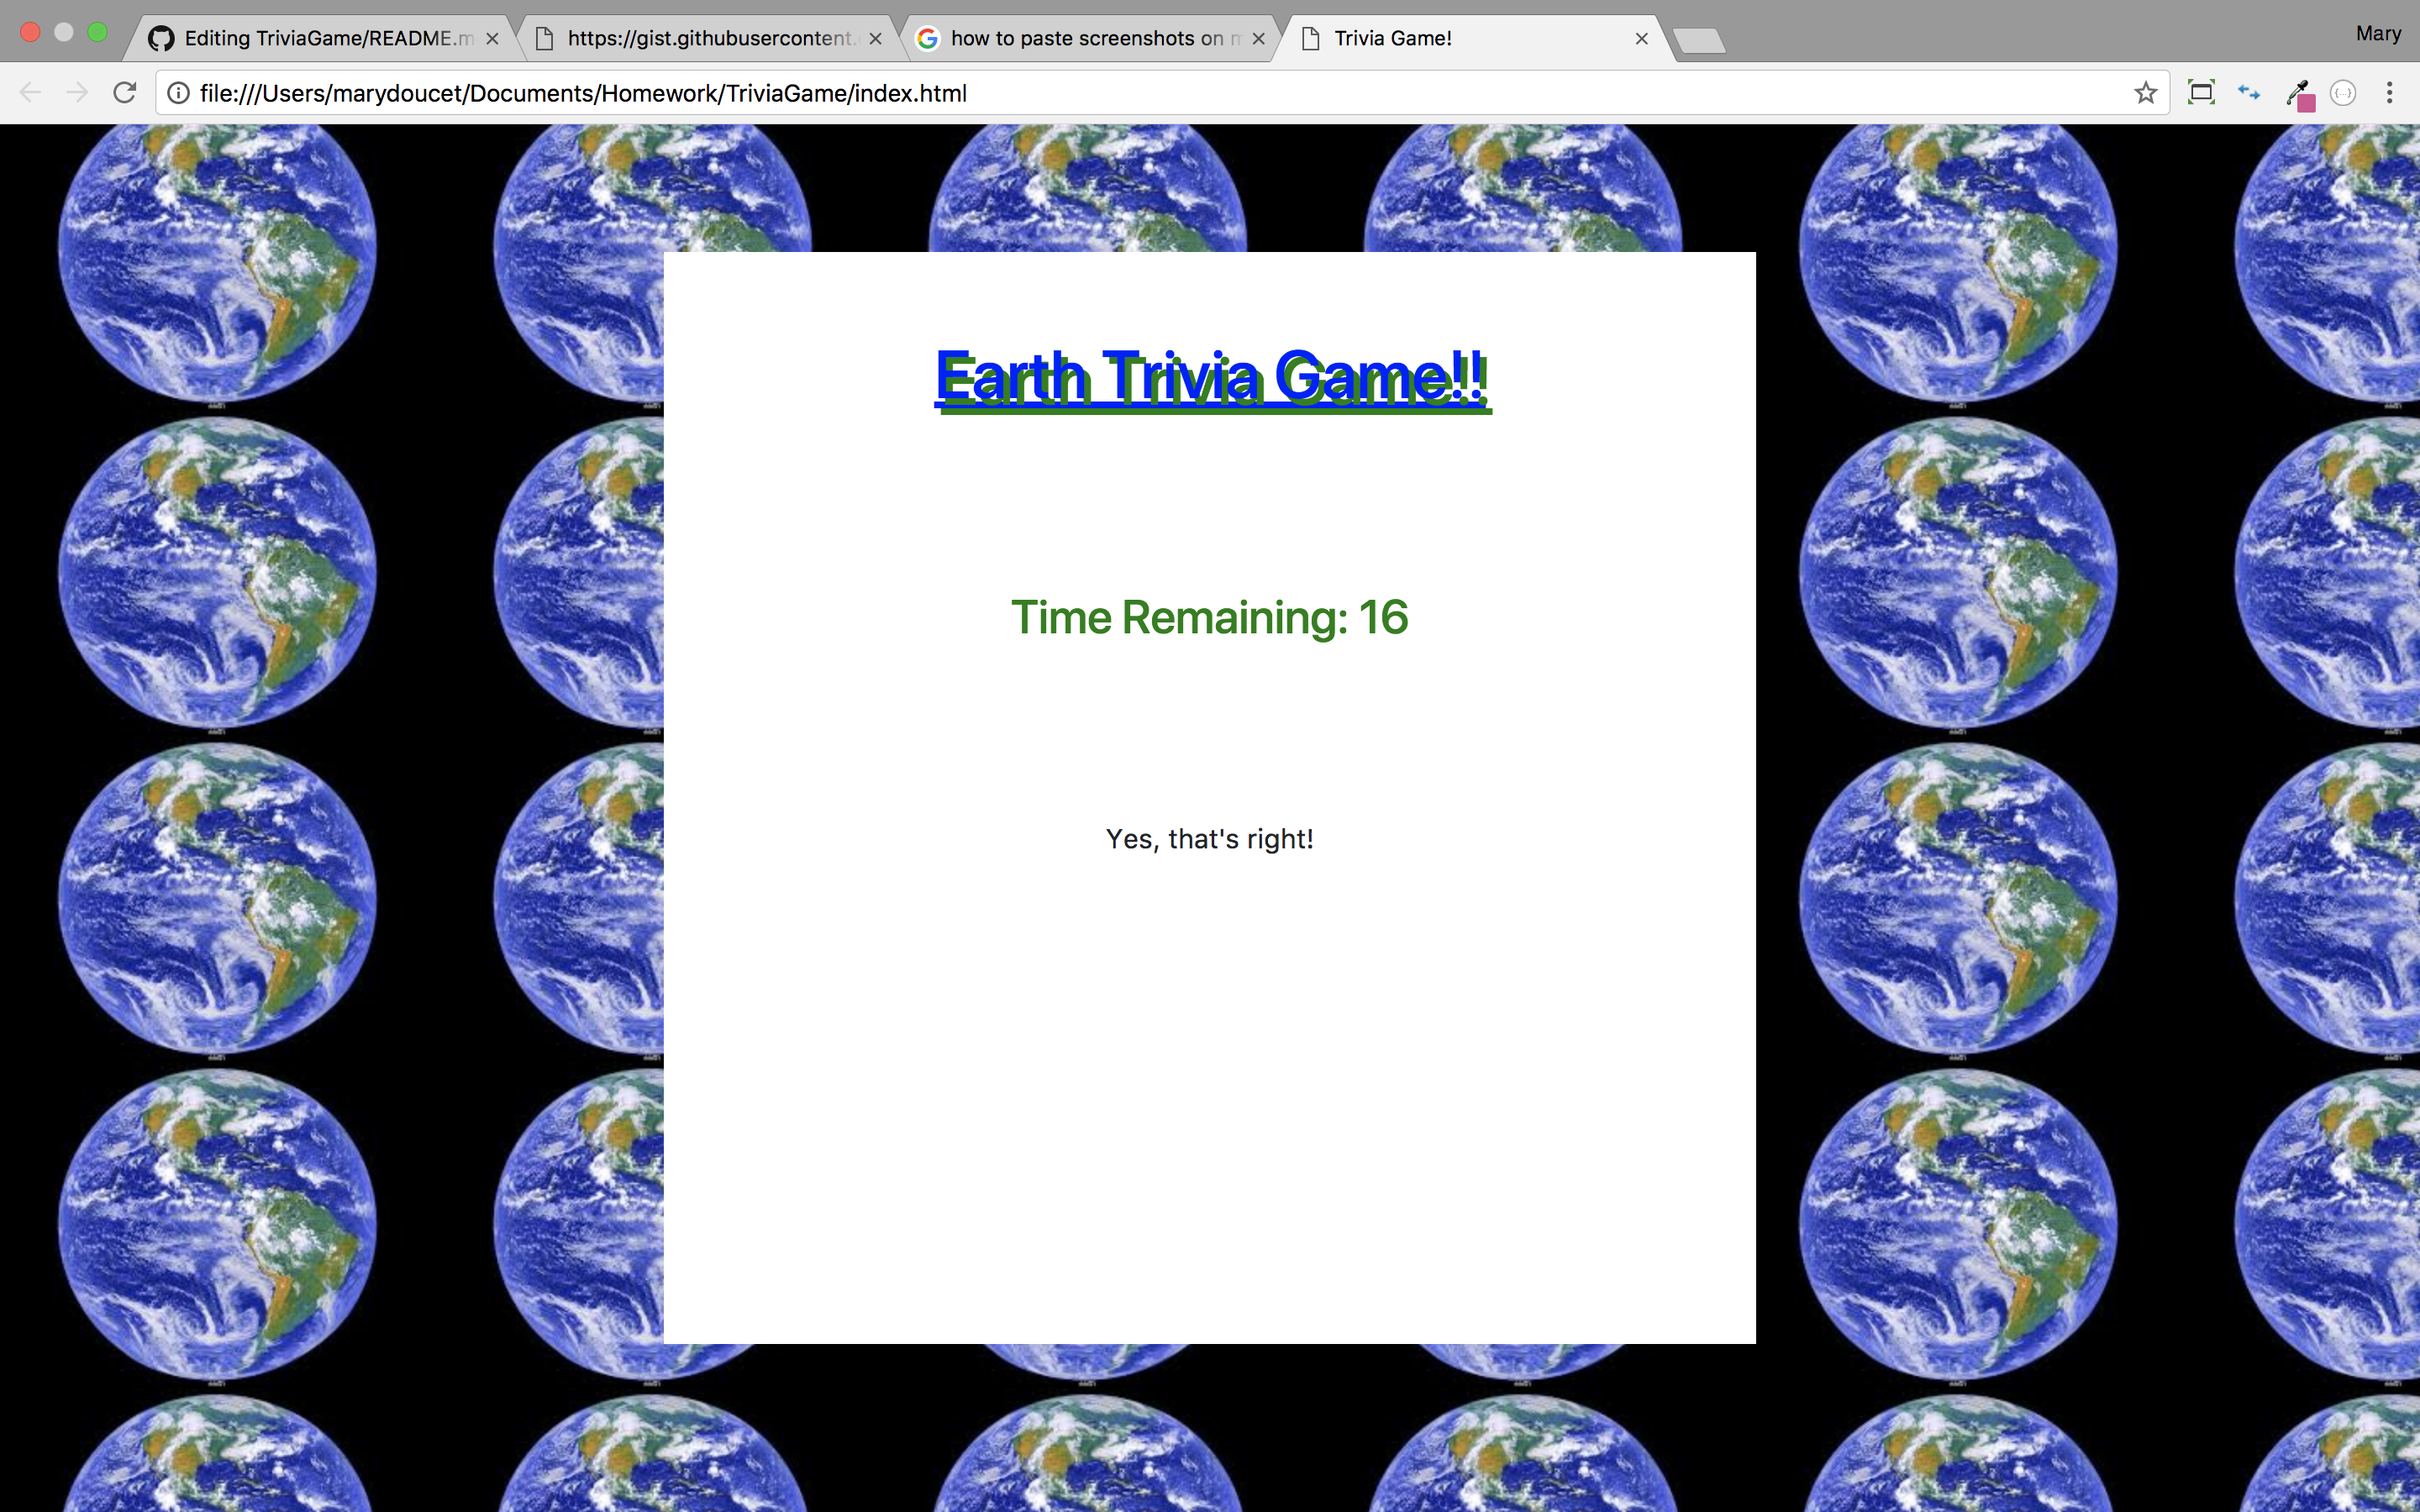 Editing TriviaGame/README.m
https://gist.githubusercontent.
how to paste screenshots on m
Trivia Game!
Mary
file:///Users/marydoucet/Documents/Homework/TriviaGame/index.html
Earth Trivia Game!!
Time Remaining: 16
Yes, that's right!